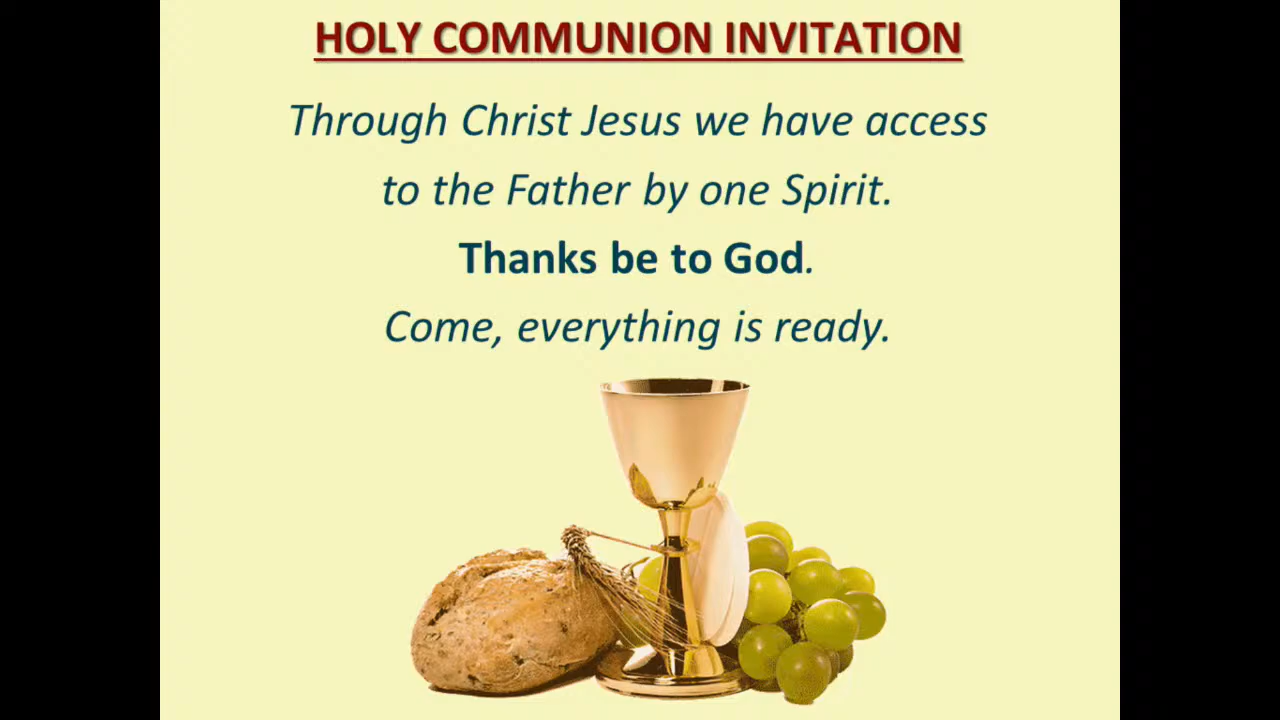 HOLY COMMUNION INVITATION
Through Christ Jesus we have access
to the Father by one Spirit.
Thanks be to God.
Come, everything is ready.